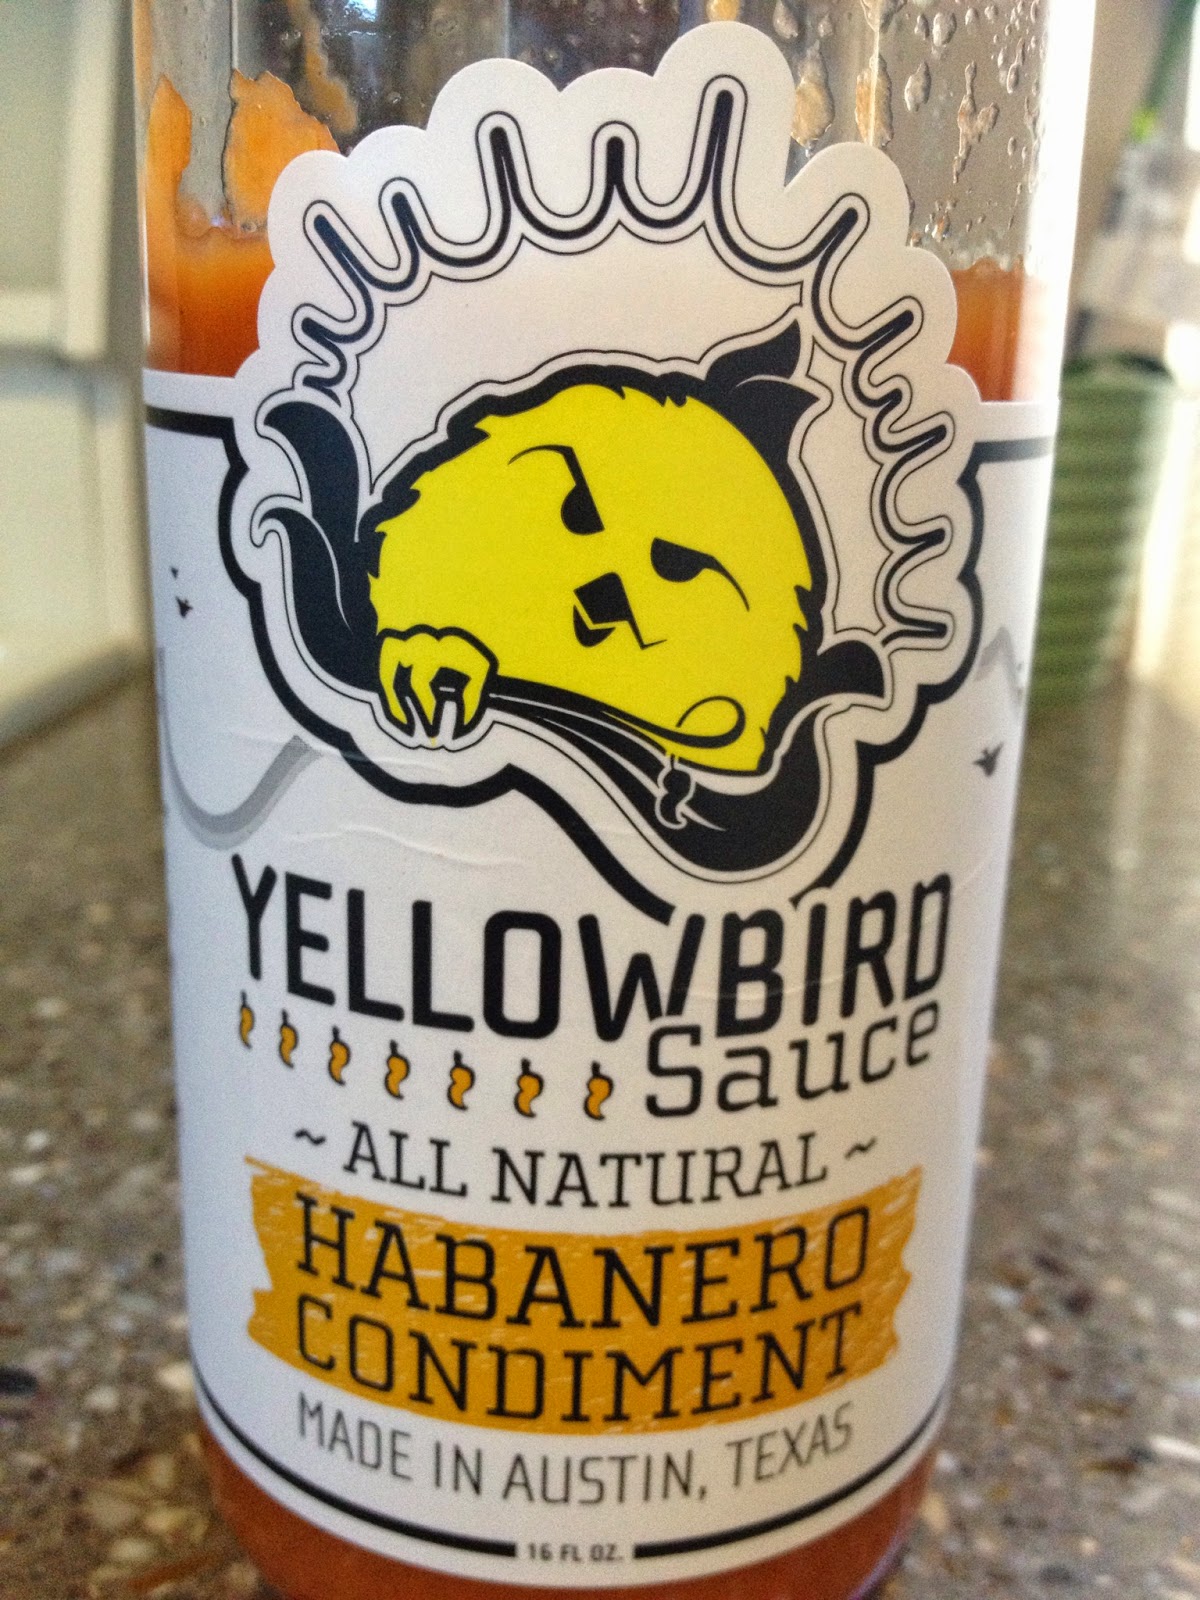 YELLOWBIRD
Sauce
~ ALL NATURAL ~
HABANERO
CONDIMENT
MADE IN AUSTIN, TEXAS
16 FL OZ.